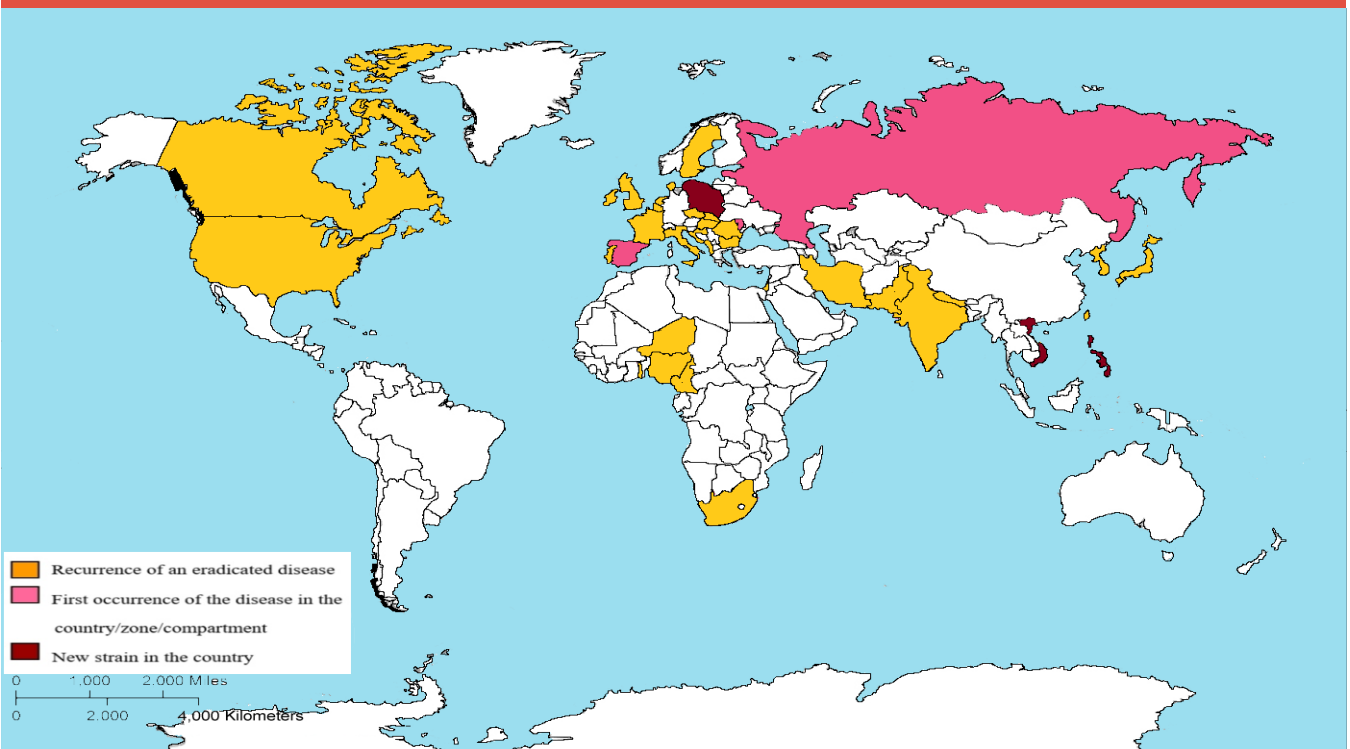 Recurrence of an eradicated disease
First occurrence of the disease in the
country/zone/compartment
New strain in the country
0 1,000 2.000 Miles
0 2.000 4,000 Kilometers